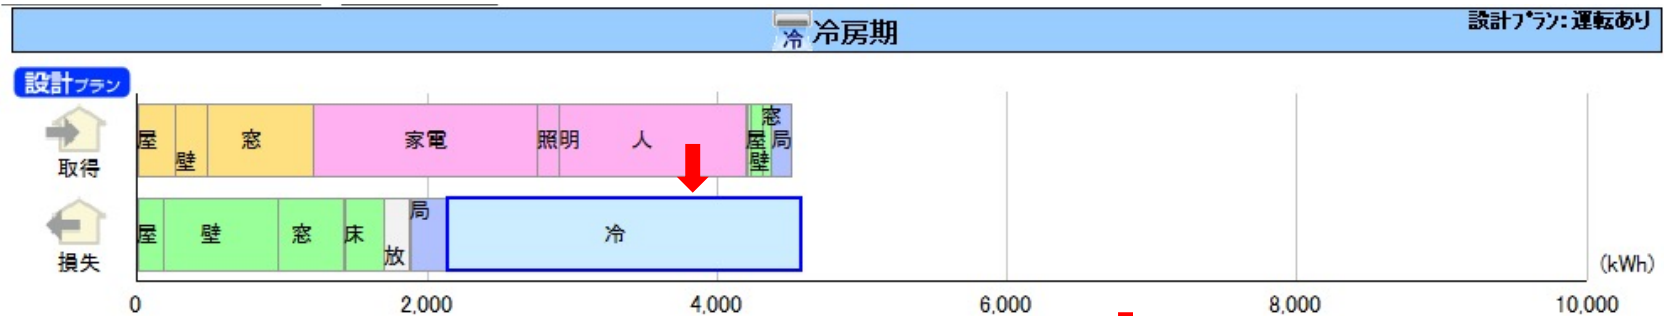 冷 冷房期
設計プラン:運転あり
設計プラン
取得
屋 壁 窓 家電 照明 人 屋 壁 窓 局
損失
屋 壁 窓 床 放 局 冷
(kWh)
0 2,000 4,000 6,000 8,000 10,000